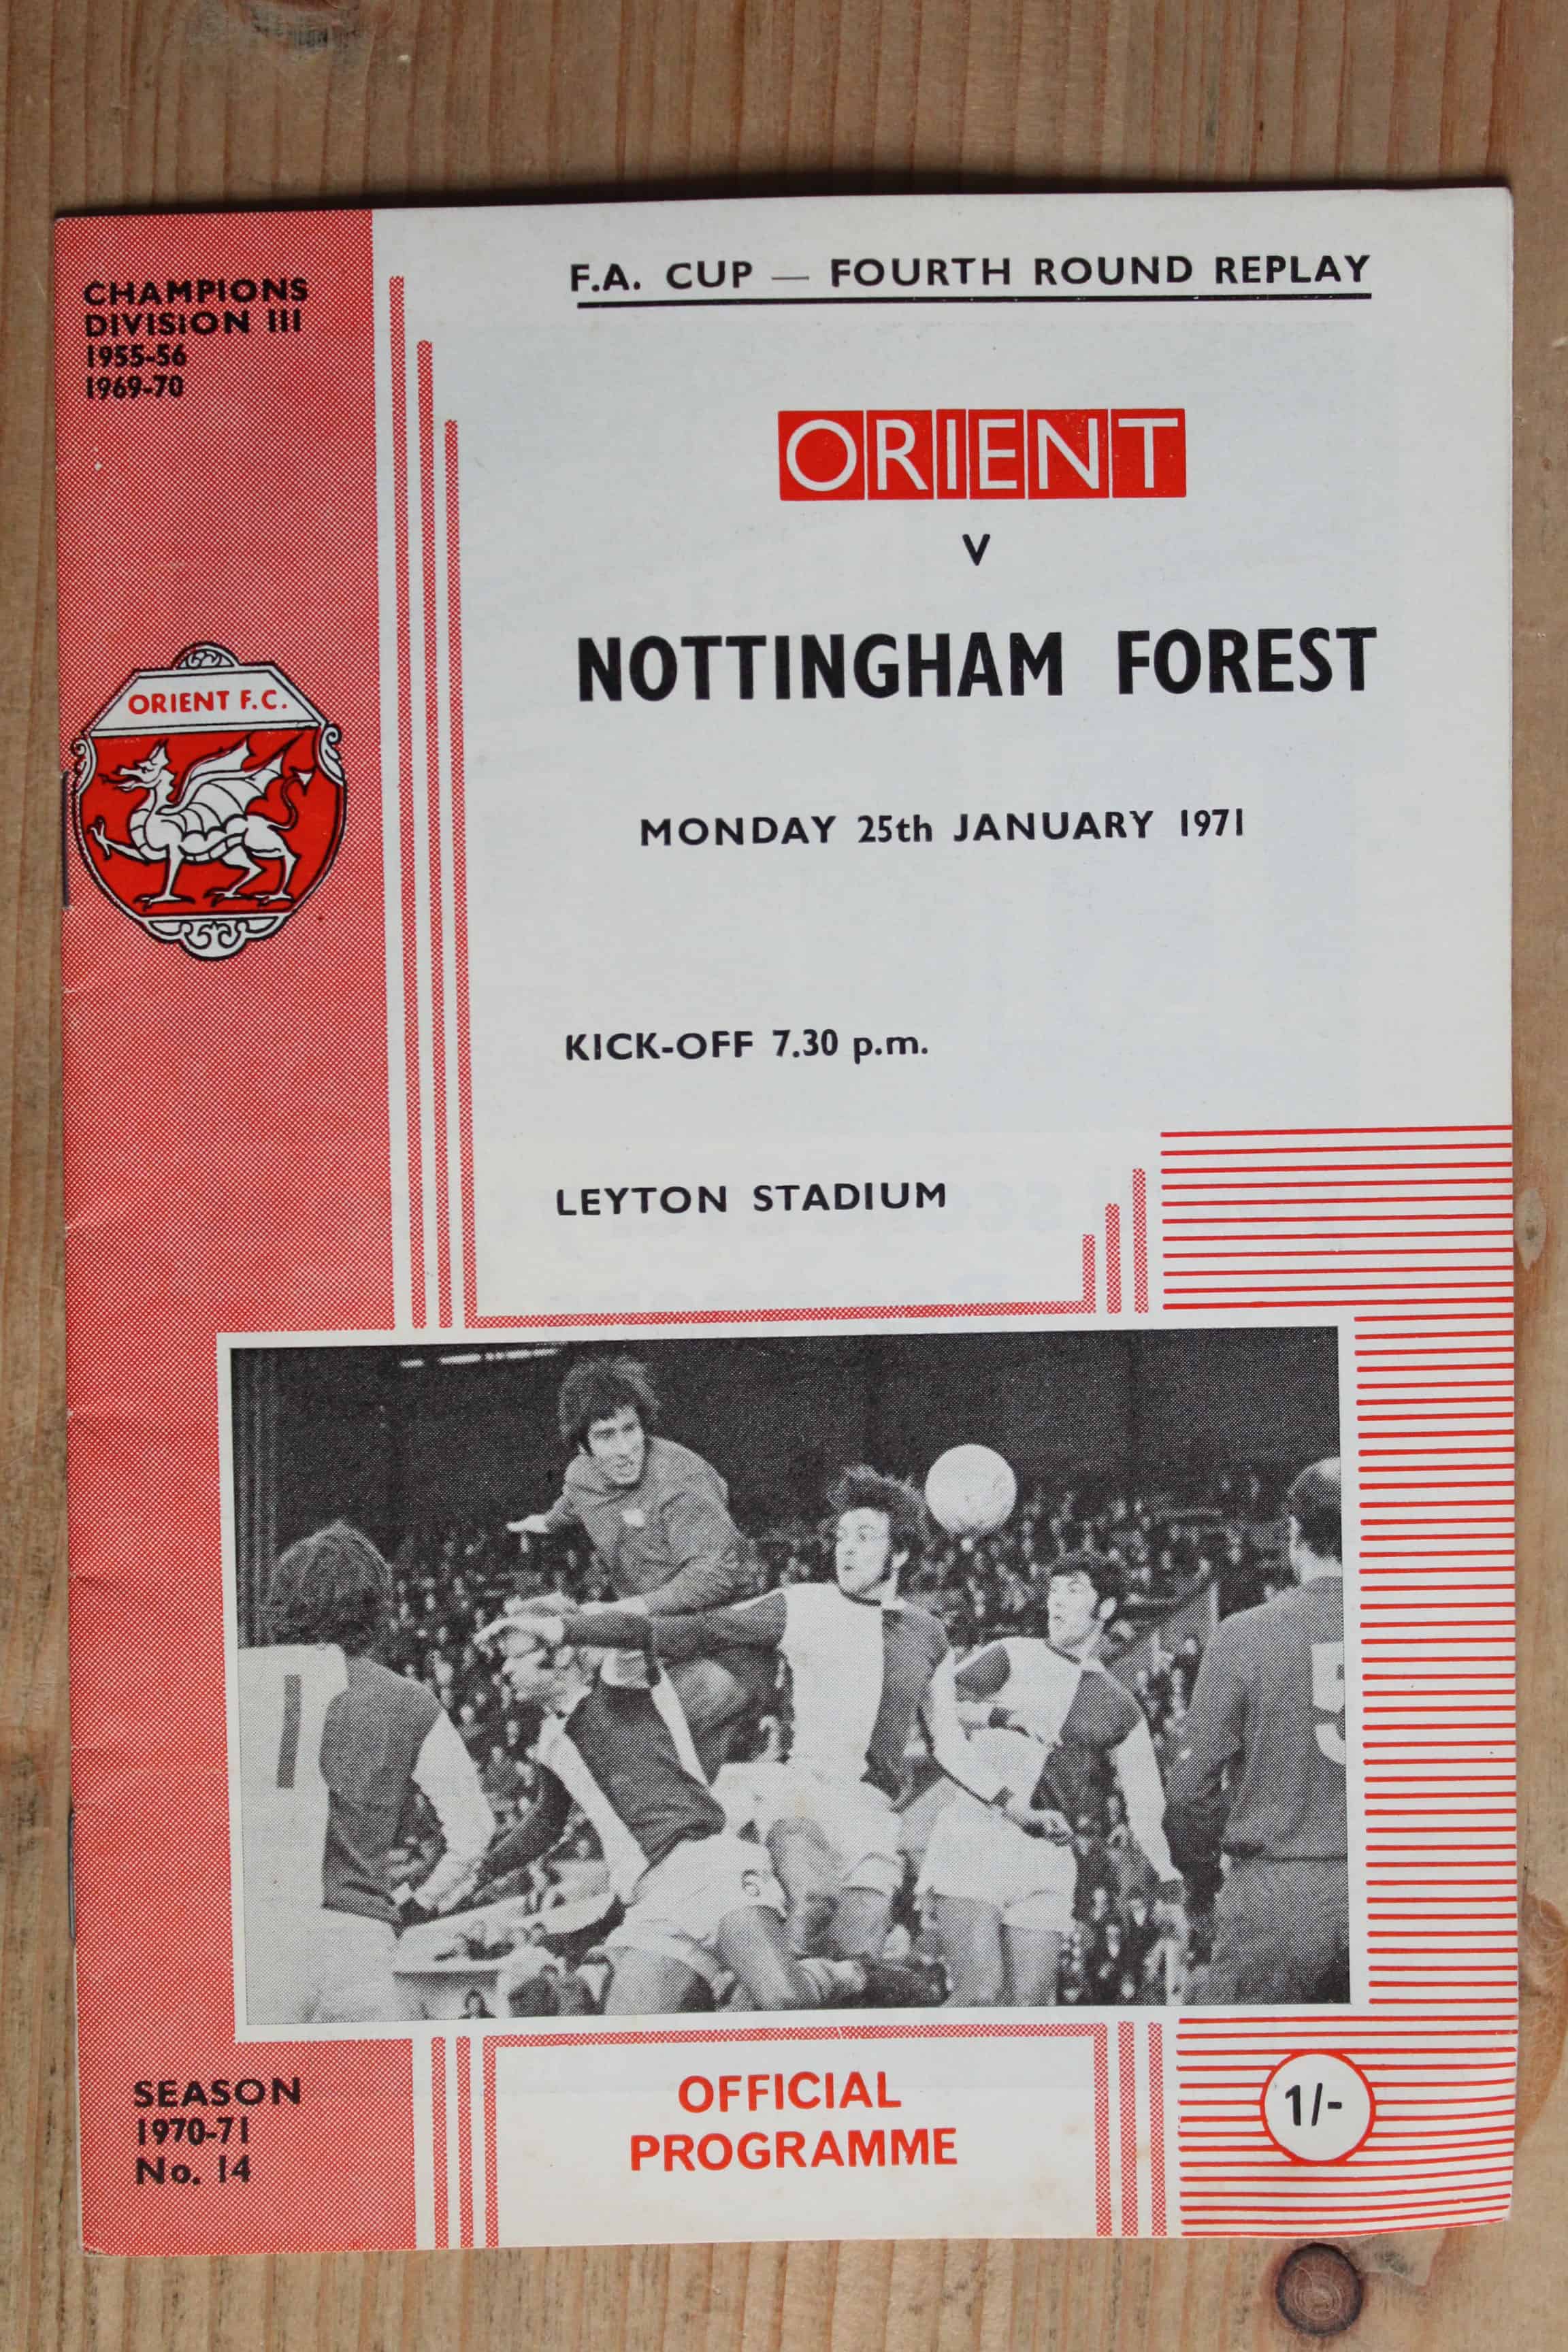 CHAMPIONS
DIVISION III
1955-56
1969-70
F.A. CUP — FOURTH ROUND REPLAY
ORIENT
v
NOTTINGHAM FOREST
MONDAY 25th JANUARY 1971
ORIENT F.C.
KICK-OFF 7.30 p.m.
LEYTON STADIUM
5
SEASON
1970-71
No. 14
OFFICIAL
PROGRAMME
1/-